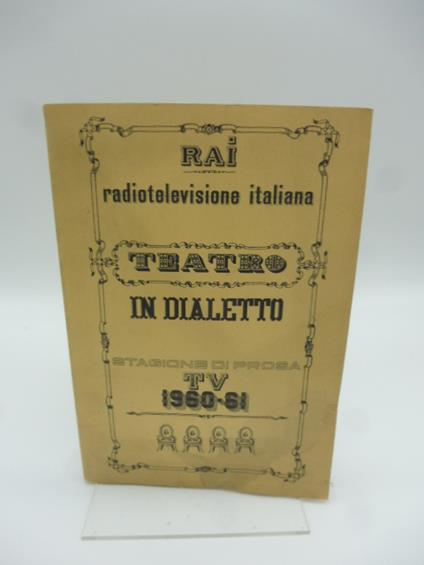 RAi
radiotelevisione italiana
TEATRO
IN DIALETTO
STAGIONE DI PROSA
TV
1960-61